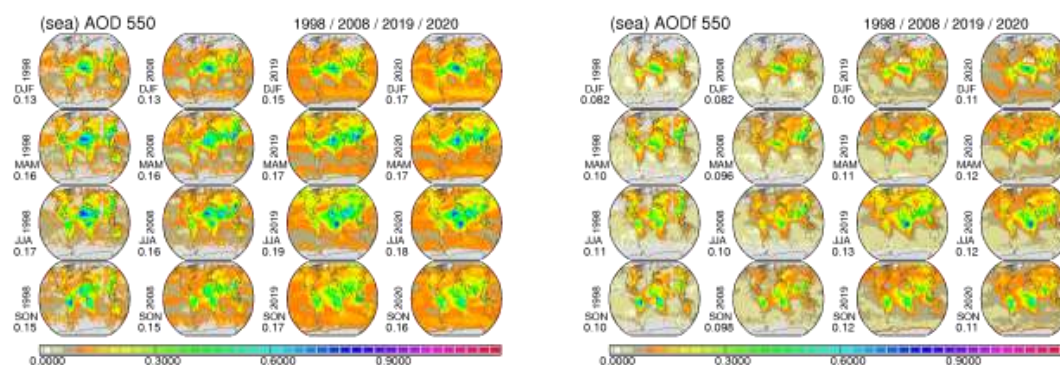 (sea) AOD 550 1998 / 2008 / 2019 / 2020
1998 DJF 0.13
2008 DJF 0.13
2019 DJF 0.15
2020 DJF 0.17
1998 MAM 0.16
2008 MAM 0.16
2019 MAM 0.17
2020 MAM 0.17
1998 JJA 0.17
2008 JJA 0.16
2019 JJA 0.19
2020 JJA 0.18
1998 SON 0.15
2008 SON 0.15
2019 SON 0.17
2020 SON 0.16
0.0000 0.3000 0.6000 0.9000
(sea) AODf 550 1998 / 2008 / 2019 / 2020
1998 DJF 0.082
2008 DJF 0.082
2019 DJF 0.10
2020 DJF 0.11
1998 MAM 0.10
2008 MAM 0.096
2019 MAM 0.11
2020 MAM 0.12
1998 JJA 0.11
2008 JJA 0.10
2019 JJA 0.13
2020 JJA 0.12
1998 SON 0.10
2008 SON 0.098
2019 SON 0.12
2020 SON 0.11
0.0000 0.3000 0.6000 0.9000